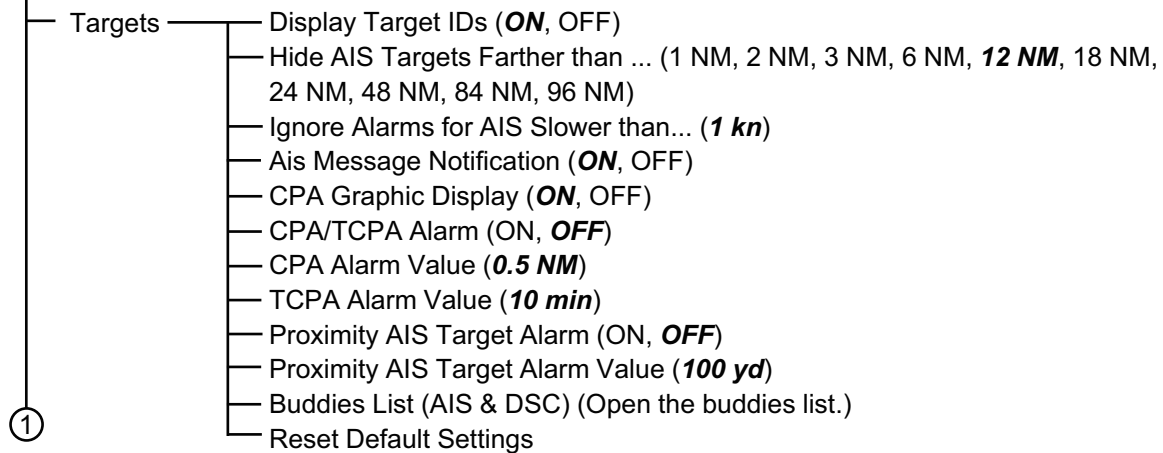 Targets
Display Target IDs (ON, OFF)
Hide AIS Targets Farther than ... (1 NM, 2 NM, 3 NM, 6 NM, 12 NM, 18 NM,
24 NM, 48 NM, 84 NM, 96 NM)
Ignore Alarms for AIS Slower than... (1 kn)
Ais Message Notification (ON, OFF)
CPA Graphic Display (ON, OFF)
CPA/TCPA Alarm (ON, OFF)
CPA Alarm Value (0.5 NM)
TCPA Alarm Value (10 min)
Proximity AIS Target Alarm (ON, OFF)
Proximity AIS Target Alarm Value (100 yd)
Buddies List (AIS & DSC) (Open the buddies list.)
Reset Default Settings
1